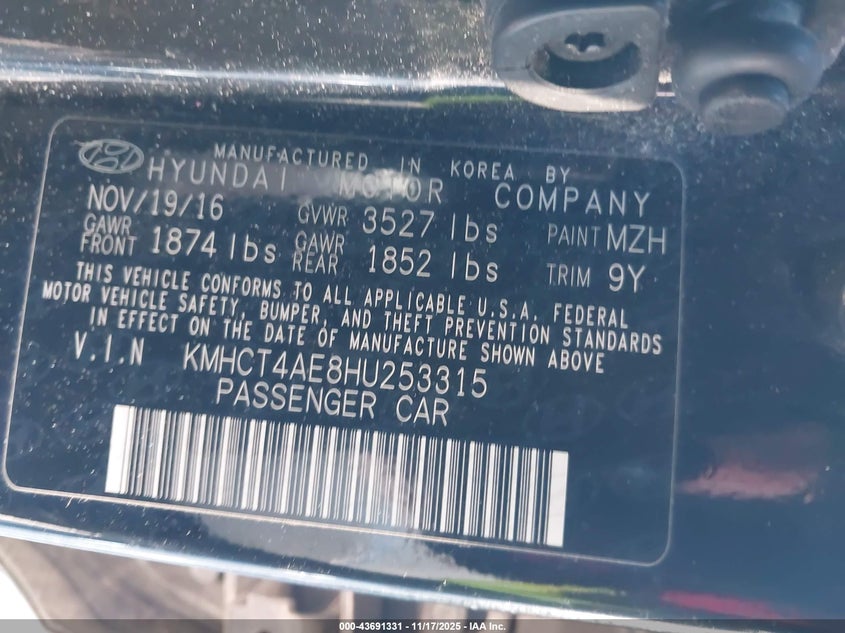 MANUFACTURED IN KOREA BY
HYUNDAI MOTOR COMPANY
NOV/19/16 GVWR 3527 lbs PAINT MZH
GAWR FRONT 1874 lbs GAWR REAR 1852 lbs TRIM 9Y
THIS VEHICLE CONFORMS TO ALL APPLICABLE U.S.A. FEDERAL
MOTOR VEHICLE SAFETY, BUMPER, AND THEFT PREVENTION STANDARDS
IN EFFECT ON THE DATE OF MANUFACTURE SHOWN ABOVE
V.I.N KMHCT4AE8HU253315
PASSENGER CAR
000-43691331 - 11/17/2025 - IAA Inc.